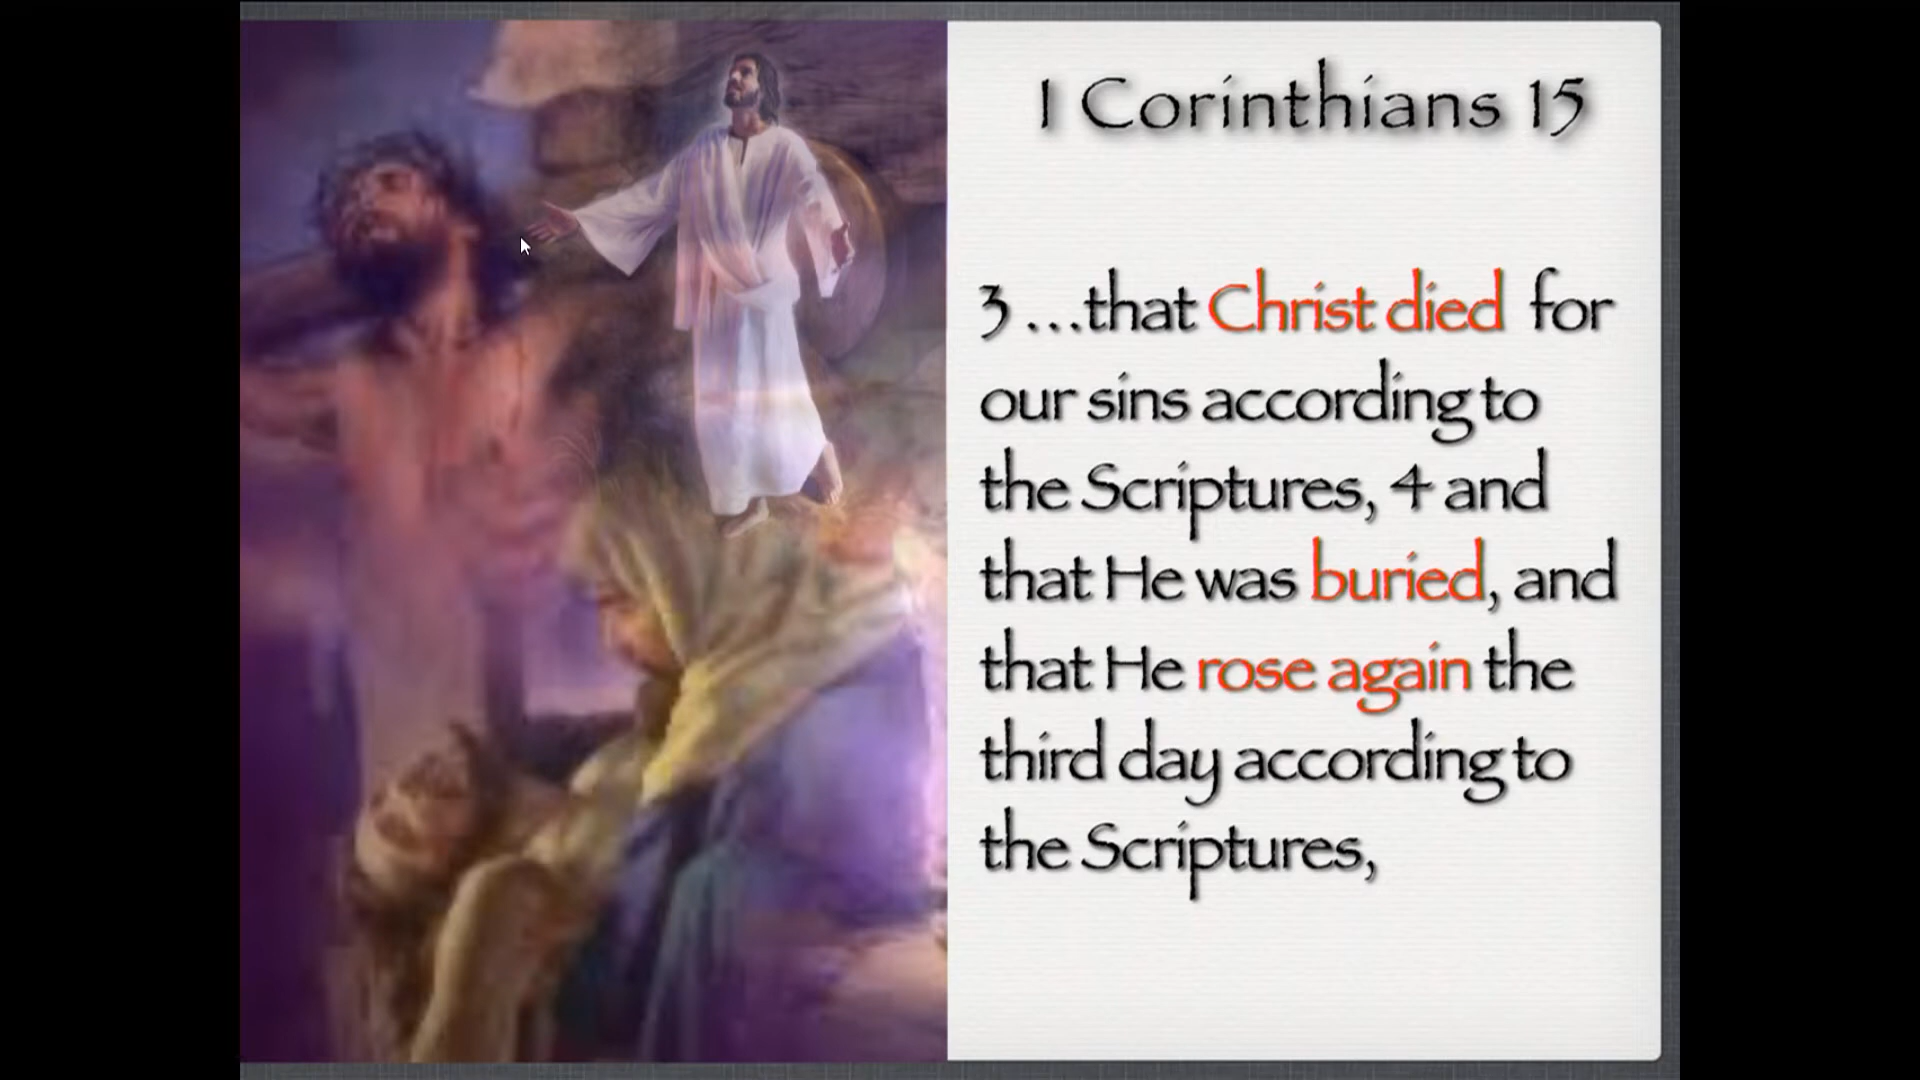 I Corinthians 15
3 ...that Christ died for
our sins according to
the Scriptures, 4 and
that He was buried, and
that He rose again the
third day according to
the Scriptures,